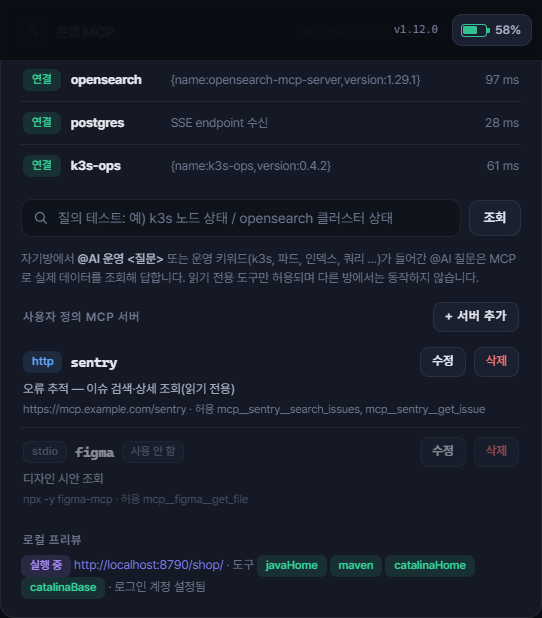 운영 MCP
v1.12.0
58%
연결 opensearch {name:opensearch-mcp-server,version:1.29.1} 97 ms
연결 postgres SSE endpoint 수신 28 ms
연결 k3s-ops {name:k3s-ops,version:0.4.2} 61 ms
질의 테스트: 예) k3s 노드 상태 / opensearch 클러스터 상태 조회
자기방에서 @AI 운영 <질문> 또는 운영 키워드(k3s, 파드, 인덱스, 쿼리 …)가 들어간 @AI 질문은 MCP
로 실제 데이터를 조회해 답합니다. 읽기 전용 도구만 허용되며 다른 방에서는 동작하지 않습니다.
사용자 정의 MCP 서버 + 서버 추가
http sentry 수정 삭제
오류 추적 — 이슈 검색·상세 조회(읽기 전용)
https://mcp.example.com/sentry · 허용 mcp__sentry__search_issues, mcp__sentry__get_issue
stdio figma 사용 안 함 수정 삭제
디자인 시안 조회
npx -y figma-mcp · 허용 mcp__figma__get_file
로컬 프리뷰
실행 중 http://localhost:8790/shop/ · 도구 javaHome maven catalinaHome
catalinaBase · 로그인 계정 설정됨